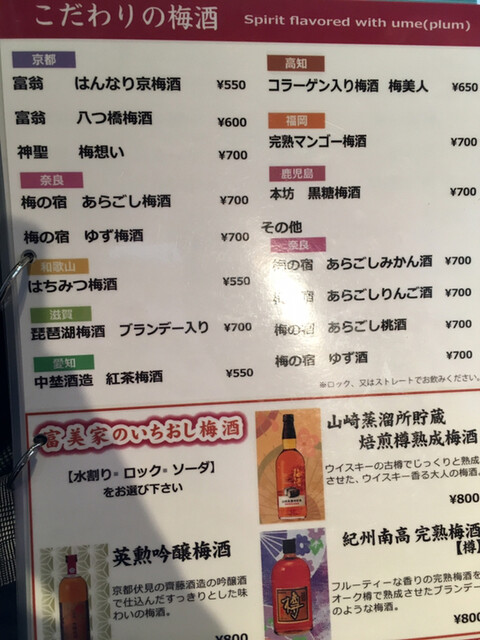 こだわりの梅酒 Spirit flavored with ume(plum)
京都
富翁 はんなり京梅酒 ¥550
富翁 八つ橋梅酒 ¥600
神聖 梅想い ¥700
奈良
梅の宿 あらごし梅酒 ¥700
梅の宿 ゆず梅酒 ¥700
和歌山
はちみつ梅酒 ¥550
滋賀
琵琶湖梅酒 ブランデー入り ¥700
愛知
中埜酒造 紅茶梅酒 ¥550
高知
コラーゲン入り梅酒 梅美人 ¥650
福岡
完熟マンゴー梅酒 ¥700
鹿児島
本坊 黒糖梅酒 ¥700
その他
奈良
梅の宿 あらごしみかん酒 ¥700
梅の宿 あらごしりんご酒 ¥700
梅の宿 あらごし桃酒 ¥700
梅の宿 ゆず酒 ¥700
※ロック、又はストレートでお飲みください。
富美家のいちおし梅酒
【水割り・ロック・ソーダ】
をお選び下さい
山崎蒸溜所貯蔵
焙煎樽熟成梅酒
ウイスキーの古樽でじっくりと熟成
させた、ウイスキー香る大人の梅酒。
¥800
英勲吟醸梅酒
京都伏見の齊藤酒造の吟醸酒
で仕込んだすっきりとした味
わいの梅酒。
¥800
紀州南高 完熟梅酒
【樽】
フルーティーな香りの完熟梅酒を
オーク樽で熟成させたブランデー
のような梅酒。
¥800
樽